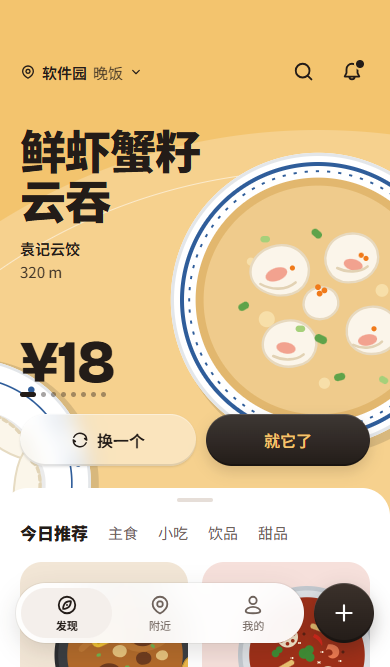 软件园 晚饭
鲜虾蟹籽
云吞
袁记云饺
320 m
¥18
换一个
就它了
今日推荐 主食 小吃 饮品 甜品
发现 附近 我的